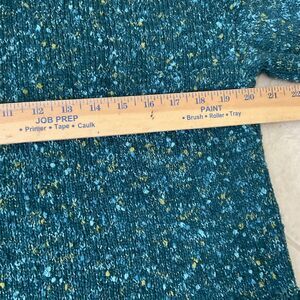 11 12 13 14 15 16 17 18 19 20 21 2
JOB PREP
• Primer • Tape • Caulk
PAINT
• Brush • Roller • Tray